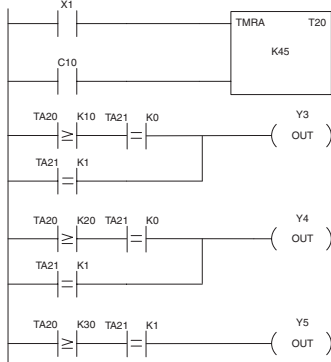 X1
TMRA T20
K45
C10
TA20 K10 TA21 K0 Y3
≥ = OUT
TA21 K1
=
TA20 K20 TA21 K0 Y4
≥ = OUT
TA21 K1
=
TA20 K30 TA21 K1 Y5
≥ = OUT